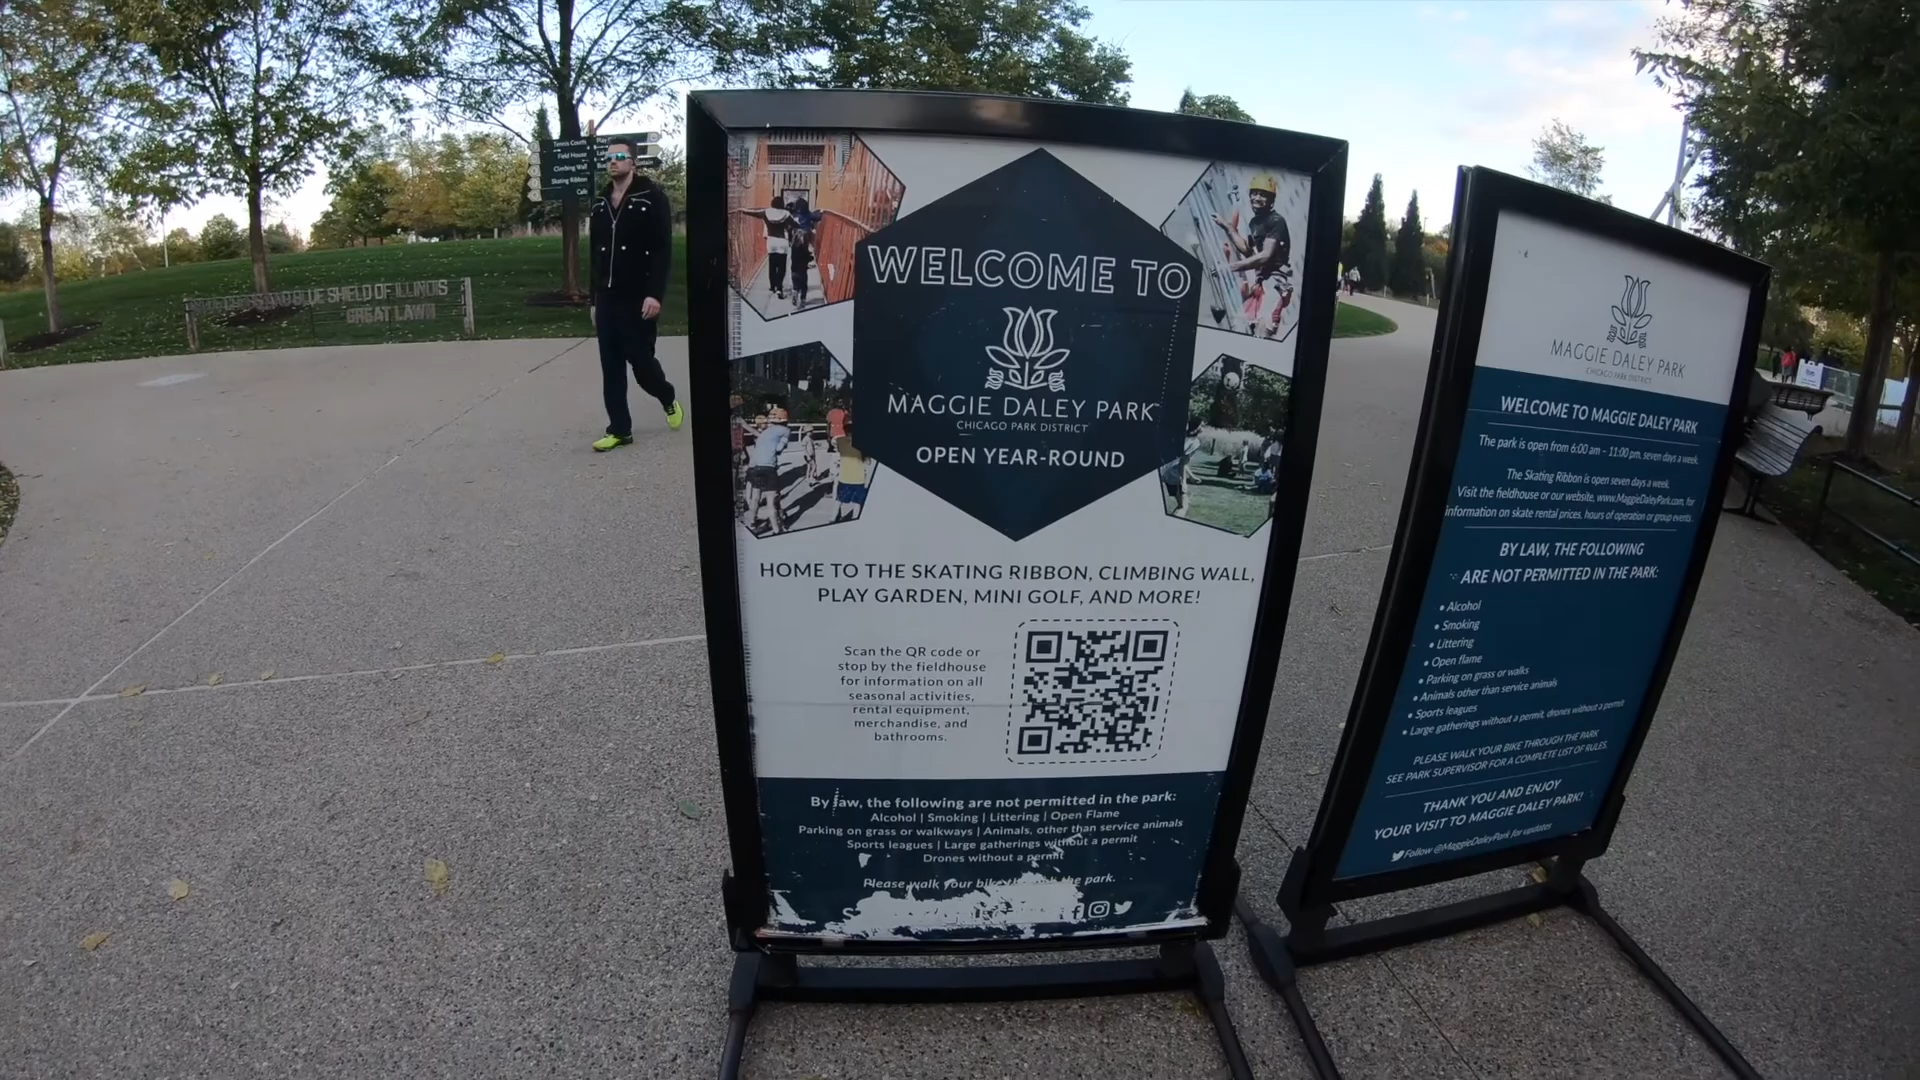 Tennis Courts
Field House
Climbing Wall
Skating Ribbon
Cafe
SHIELD OF ILLINOIS
GREAT LAWN
WELCOME TO
MAGGIE DALEY PARK
CHICAGO PARK DISTRICT
OPEN YEAR-ROUND
HOME TO THE SKATING RIBBON, CLIMBING WALL,
PLAY GARDEN, MINI GOLF, AND MORE!
Scan the QR code or
stop by the fieldhouse
for information on all
seasonal activities,
rental equipment,
merchandise, and
bathrooms.
By law, the following are not permitted in the park:
Alcohol | Smoking | Littering | Open Flame
Parking on grass or walkways | Animals, other than service animals
Sports leagues | Large gatherings without a permit
Drones without a permit
Please walk your bike through the park.
MAGGIE DALEY PARK
CHICAGO PARK DISTRICT
WELCOME TO MAGGIE DALEY PARK
The park is open from 6:00 am – 11:00 pm, seven days a week.
The Skating Ribbon is open seven days a week.
Visit the fieldhouse or our website, www.MaggieDaleyPark.com, for
information on skate rental prices, hours of operation or group events.
BY LAW, THE FOLLOWING
ARE NOT PERMITTED IN THE PARK:
• Alcohol
• Smoking
• Littering
• Open flame
• Parking on grass or walks
• Animals other than service animals
• Sports leagues
• Large gatherings without a permit, drones without a permit
PLEASE WALK YOUR BIKE THROUGH THE PARK
SEE PARK SUPERVISOR FOR A COMPLETE LIST OF RULES.
THANK YOU AND ENJOY
YOUR VISIT TO MAGGIE DALEY PARK!
Follow @MaggieDaleyPark for updates